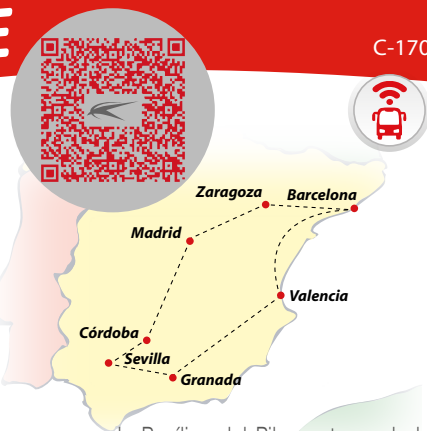 E
C-170
Zaragoza
Barcelona
Madrid
Valencia
Córdoba
Sevilla
Granada